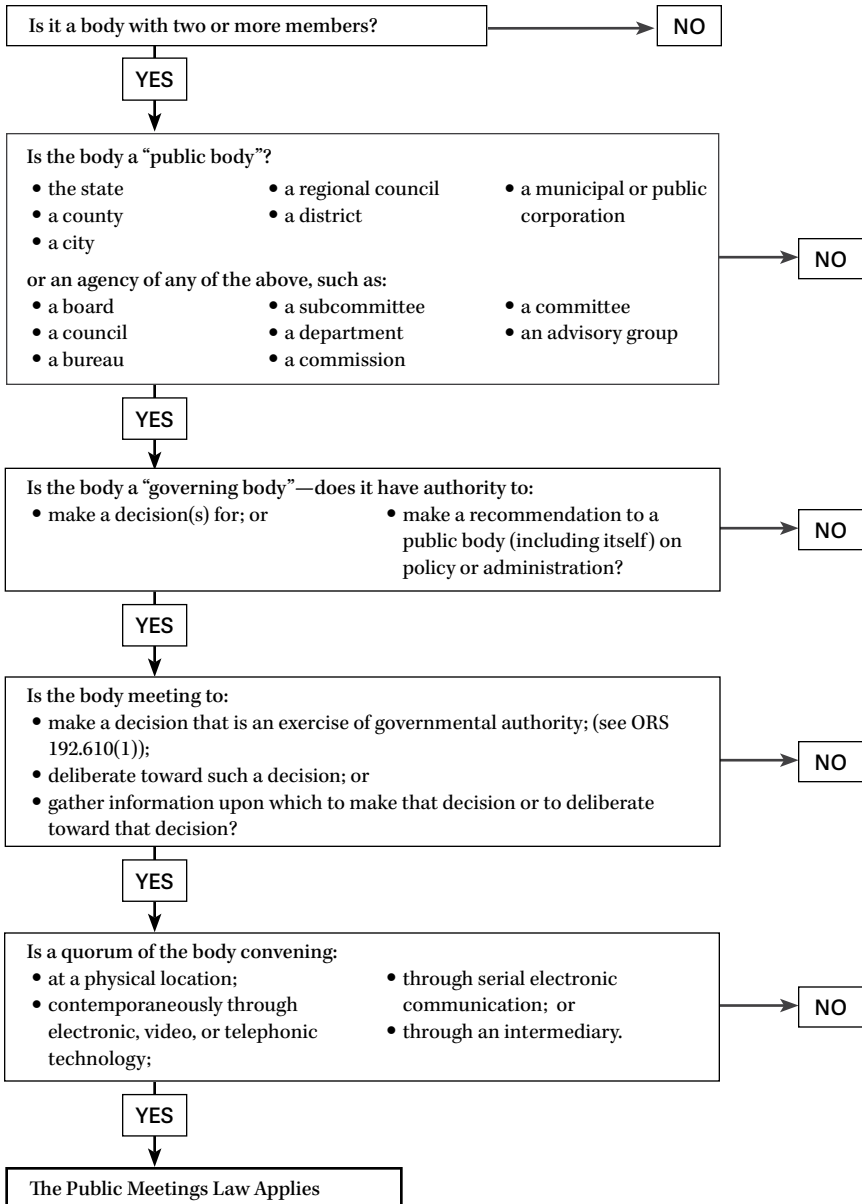 Is it a body with two or more members?
NO
YES
Is the body a “public body”?
• the state
• a county
• a city
• a regional council
• a district
• a municipal or public
corporation
NO
or an agency of any of the above, such as:
• a board
• a council
• a bureau
• a subcommittee
• a department
• a commission
• a committee
• an advisory group
YES
Is the body a “governing body”—does it have authority to:
• make a decision(s) for; or
• make a recommendation to a
public body (including itself) on
policy or administration?
NO
YES
Is the body meeting to:
• make a decision that is an exercise of governmental authority; (see ORS
192.610(1));
• deliberate toward such a decision; or
• gather information upon which to make that decision or to deliberate
toward that decision?
NO
YES
Is a quorum of the body convening:
• at a physical location;
• contemporaneously through
electronic, video, or telephonic
technology;
• through serial electronic
communication; or
• through an intermediary.
NO
YES
The Public Meetings Law Applies